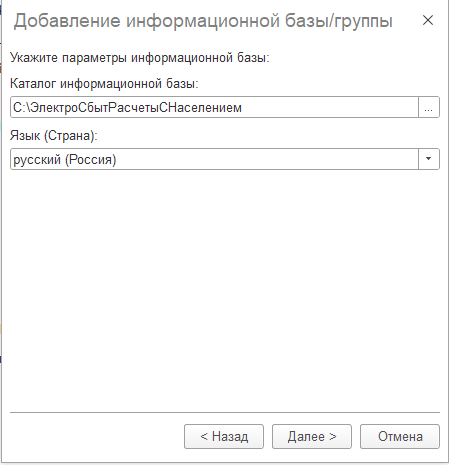 Добавление информационной базы/группы
Укажите параметры информационной базы:
Каталог информационной базы:
C:\ЭлектроСбытРасчетыСНаселением
...
Язык (Страна):
русский (Россия)
< Назад
Далее >
Отмена